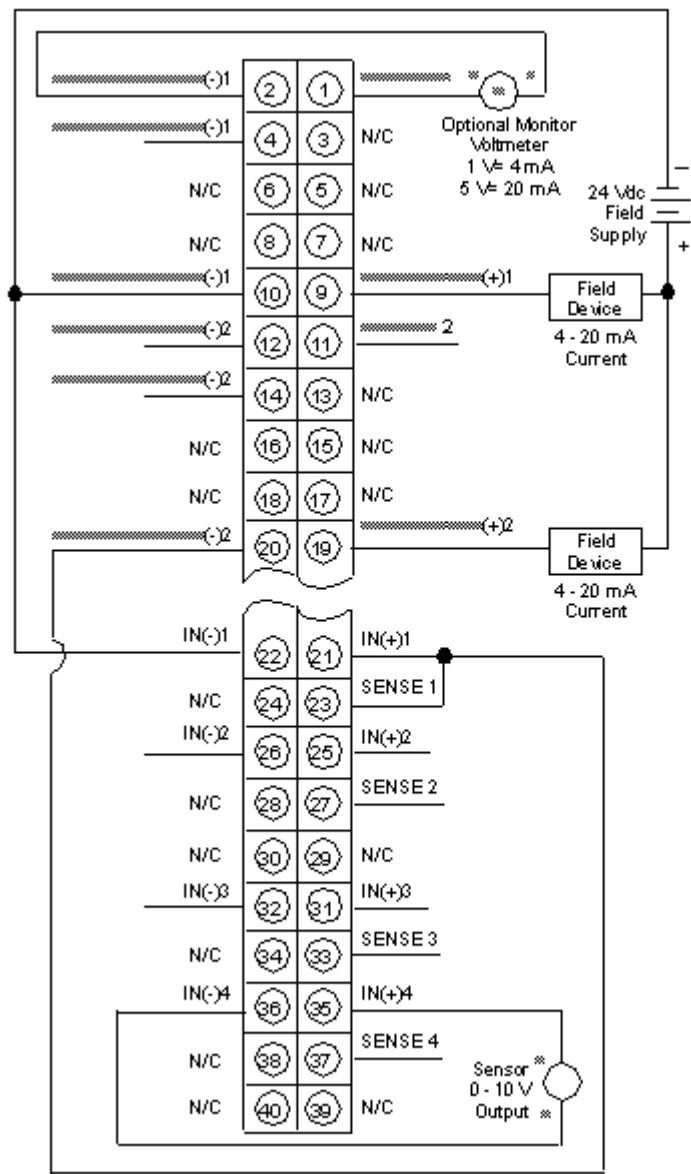 (-)1 2 1
Optional Monitor
Voltmeter
1 V= 4 mA
5 V= 20 mA
(-)1 4 3 N/C
N/C 6 5 N/C
24 Vdc
Field
Supply
−
+
N/C 8 7 N/C
(-)1 10 9 (+)1
Field
Device
4 - 20 mA
Current
(-)2 12 11 2
(-)2 14 13 N/C
N/C 16 15 N/C
N/C 18 17 N/C
(-)2 20 19 (+)2
Field
Device
4 - 20 mA
Current
IN(-)1 22 21 IN(+)1
N/C 24 23 SENSE 1
IN(-)2 26 25 IN(+)2
N/C 28 27 SENSE 2
N/C 30 29 N/C
IN(-)3 32 31 IN(+)3
N/C 34 33 SENSE 3
IN(-)4 36 35 IN(+)4
N/C 38 37 SENSE 4
Sensor
0 - 10 V
Output
N/C 40 39 N/C